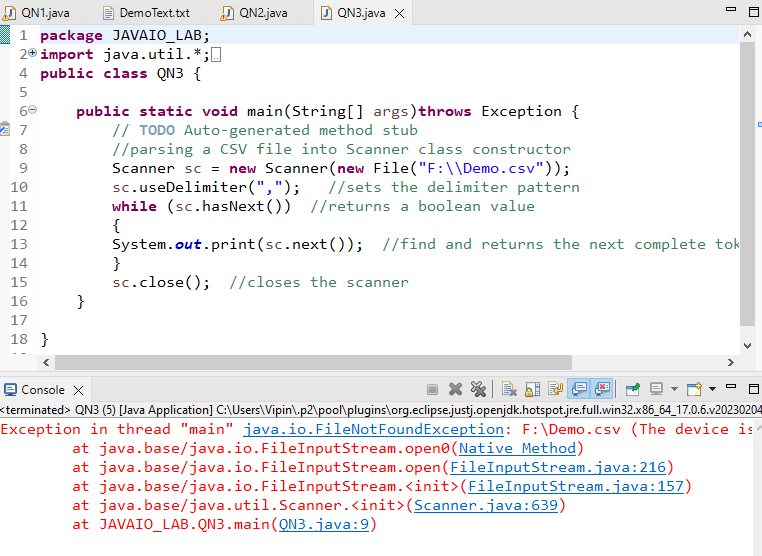 QN1.java DemoText.txt QN2.java QN3.java
1 package JAVAIO_LAB;
2 import java.util.*;
4 public class QN3 {
5
6 public static void main(String[] args)throws Exception {
7 // TODO Auto-generated method stub
8 //parsing a CSV file into Scanner class constructor
9 Scanner sc = new Scanner(new File("F:\\Demo.csv"));
10 sc.useDelimiter(","); //sets the delimiter pattern
11 while (sc.hasNext()) //returns a boolean value
12 {
13 System.out.print(sc.next()); //find and returns the next complete tok
14 }
15 sc.close(); //closes the scanner
16 }
17
18 }
Console
<terminated> QN3 (5) [Java Application] C:\Users\Vipin\.p2\pool\plugins\org.eclipse.justj.openjdk.hotspot.jre.full.win32.x86_64_17.0.6.v20230204
Exception in thread "main" java.io.FileNotFoundException: F:\Demo.csv (The device is
at java.base/java.io.FileInputStream.open0(Native Method)
at java.base/java.io.FileInputStream.open(FileInputStream.java:216)
at java.base/java.io.FileInputStream.<init>(FileInputStream.java:157)
at java.base/java.util.Scanner.<init>(Scanner.java:639)
at JAVAIO_LAB.QN3.main(QN3.java:9)